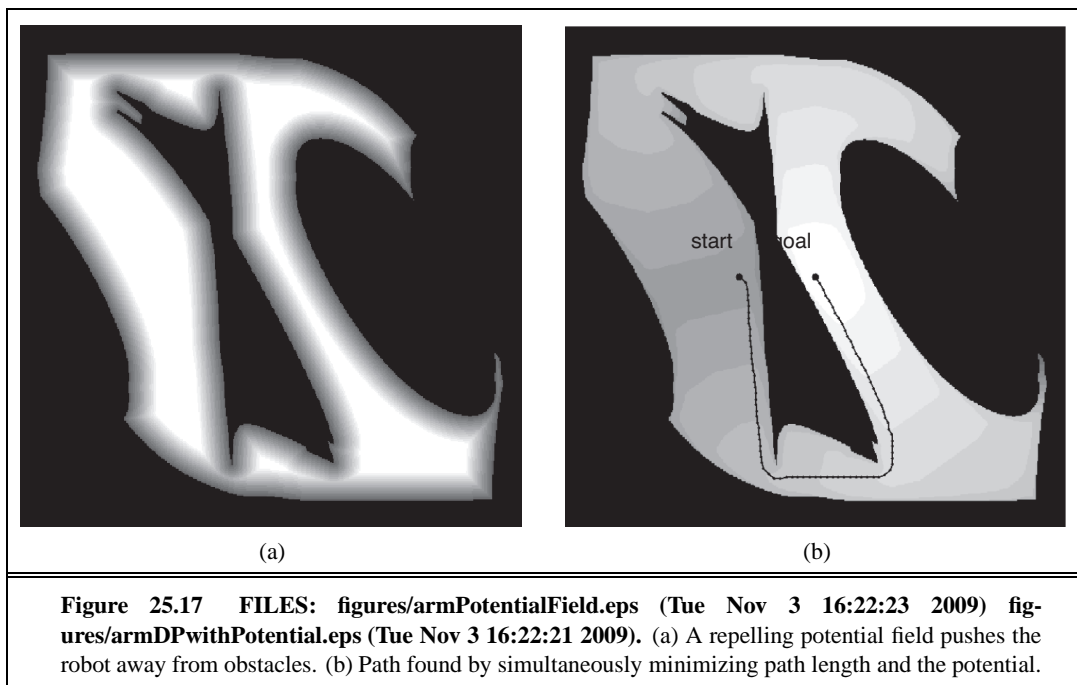 start goal
(a) (b)
Figure 25.17 FILES: figures/armPotentialField.eps (Tue Nov 3 16:22:23 2009) fig-
ures/armDPwithPotential.eps (Tue Nov 3 16:22:21 2009). (a) A repelling potential field pushes the
robot away from obstacles. (b) Path found by simultaneously minimizing path length and the potential.